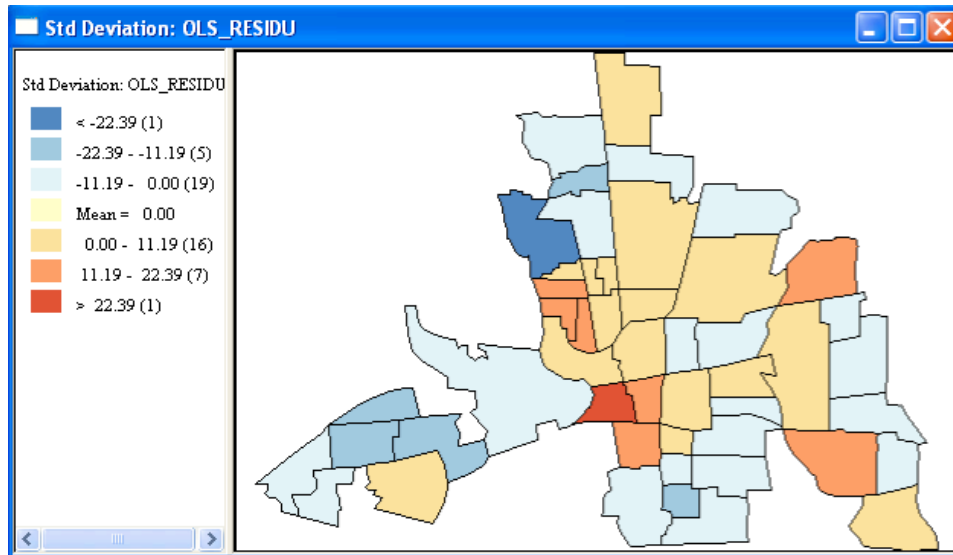 Std Deviation: OLS_RESIDU
Std Deviation: OLS_RESIDU
< -22.39 (1)
-22.39 - -11.19 (5)
-11.19 - 0.00 (19)
Mean = 0.00
0.00 - 11.19 (16)
11.19 - 22.39 (7)
> 22.39 (1)